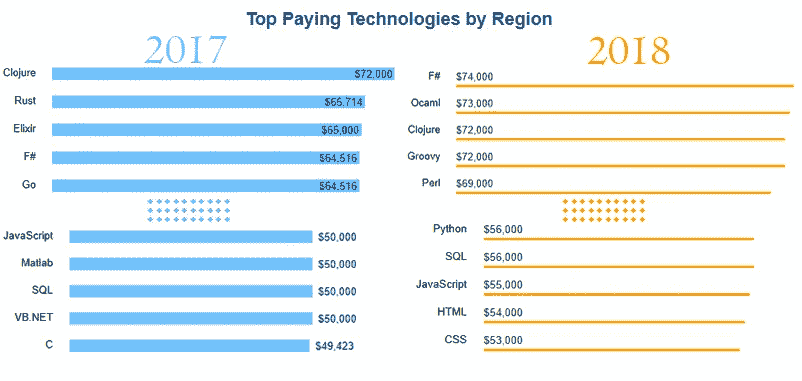 Top Paying Technologies by Region
2017
Clojure $72,000
Rust $65,714
Elixir $65,000
F# $64,516
Go $64,516
JavaScript $50,000
Matlab $50,000
SQL $50,000
VB.NET $50,000
C $49,423
2018
F# $74,000
Ocaml $73,000
Clojure $72,000
Groovy $72,000
Perl $69,000
Python $56,000
SQL $56,000
JavaScript $55,000
HTML $54,000
CSS $53,000